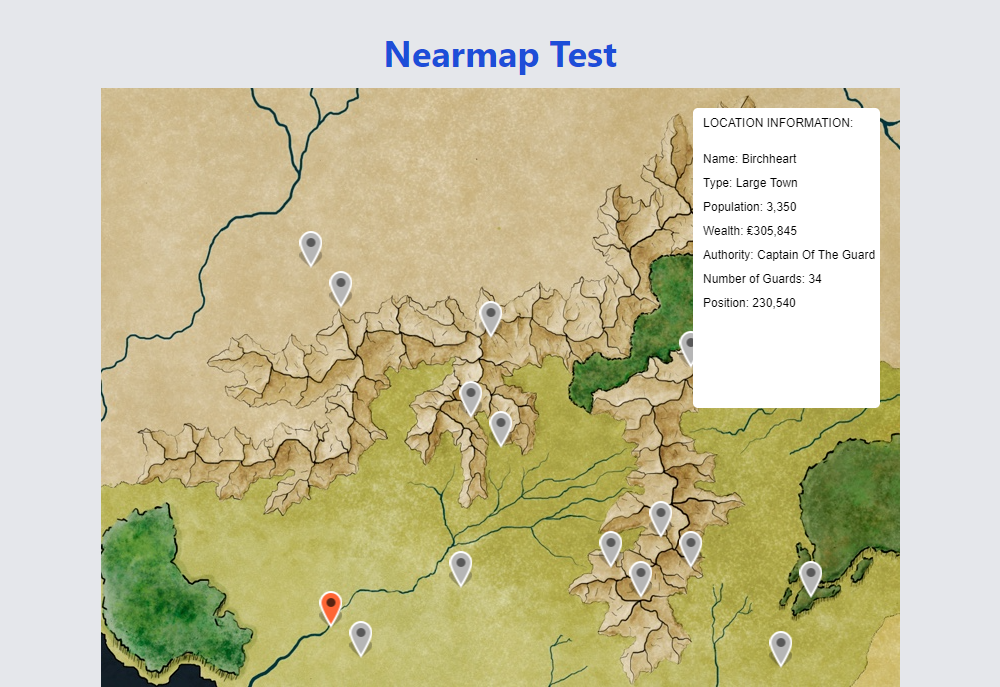 Nearmap Test
LOCATION INFORMATION:
Name: Birchheart
Type: Large Town
Population: 3,350
Wealth: ₤305,845
Authority: Captain Of The Guard
Number of Guards: 34
Position: 230,540